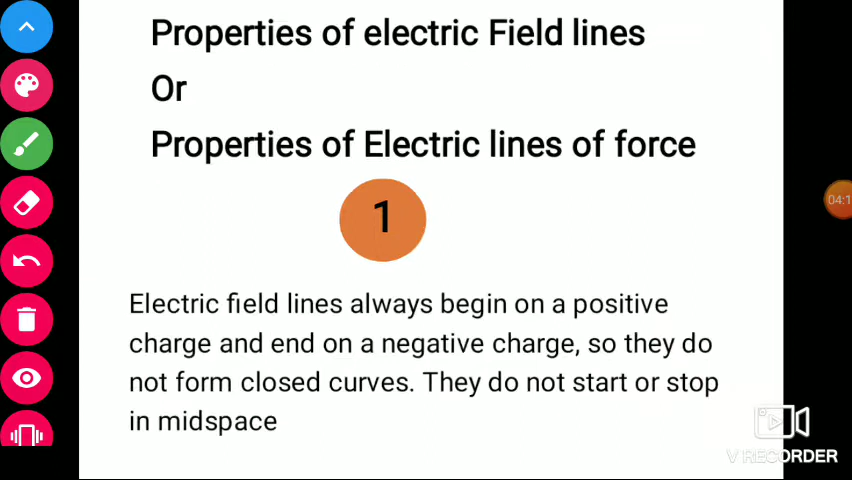 Properties of electric Field lines
Or
Properties of Electric lines of force
1
04:1
Electric field lines always begin on a positive
charge and end on a negative charge, so they do
not form closed curves. They do not start or stop
in midspace
V RECORDER